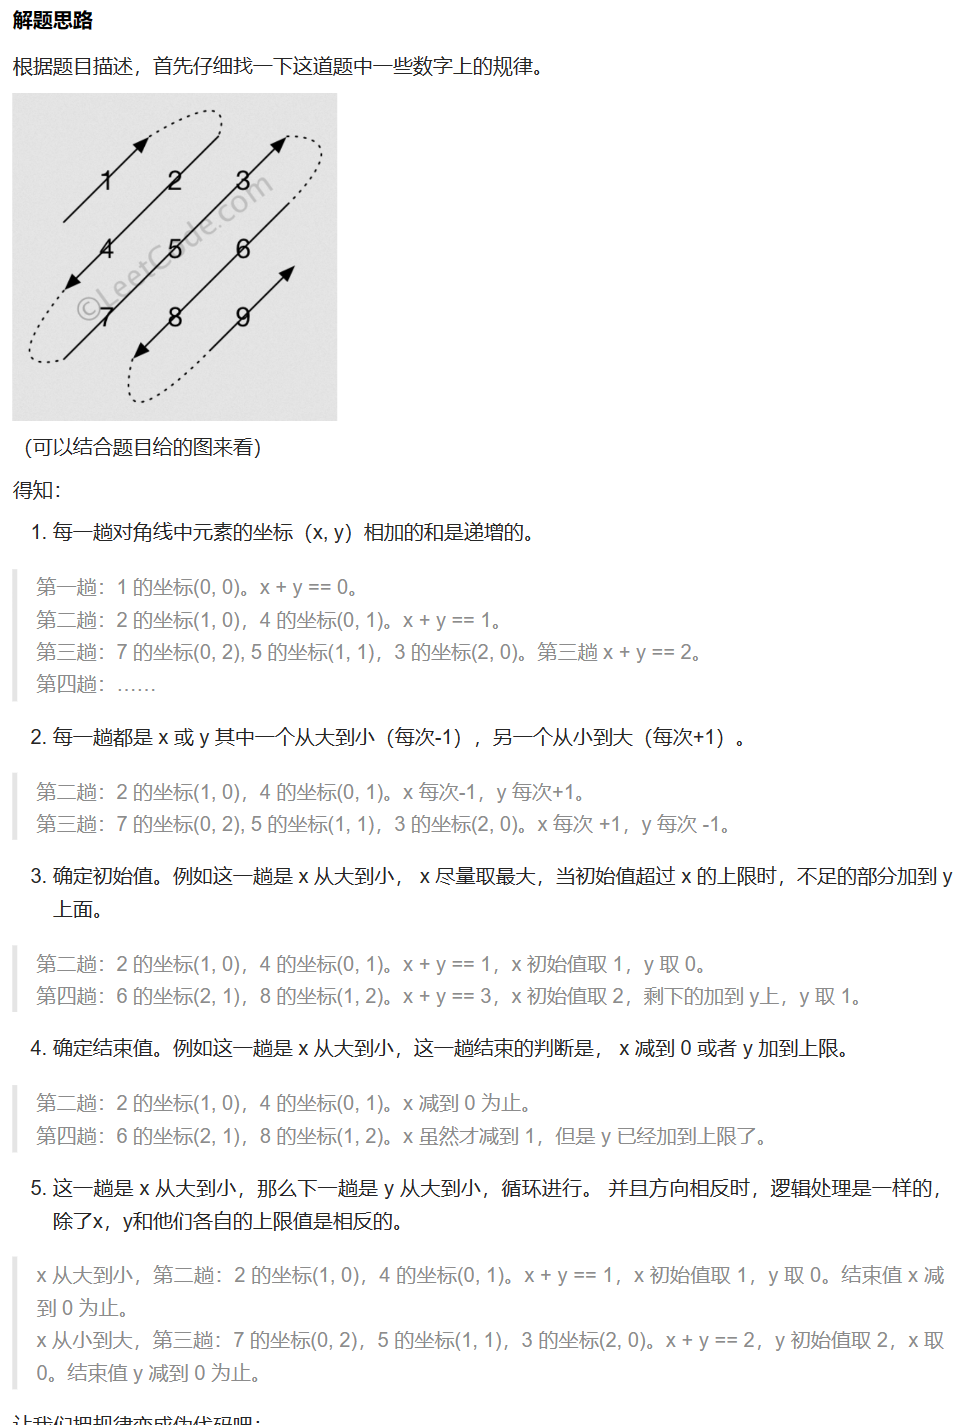 解题思路
根据题目描述，首先仔细找一下这道题中一些数字上的规律。
1 2 3
4 5 6
7 8 9
©LeetCode.com
（可以结合题目给的图来看）
得知：
1. 每一趟对角线中元素的坐标（x, y）相加的和是递增的。
第一趟：1 的坐标(0, 0)。x + y == 0。
第二趟：2 的坐标(1, 0)，4 的坐标(0, 1)。x + y == 1。
第三趟：7 的坐标(0, 2), 5 的坐标(1, 1)，3 的坐标(2, 0)。第三趟 x + y == 2。
第四趟：……
2. 每一趟都是 x 或 y 其中一个从大到小（每次-1），另一个从小到大（每次+1）。
第二趟：2 的坐标(1, 0)，4 的坐标(0, 1)。x 每次-1，y 每次+1。
第三趟：7 的坐标(0, 2), 5 的坐标(1, 1)，3 的坐标(2, 0)。x 每次 +1，y 每次 -1。
3. 确定初始值。例如这一趟是 x 从大到小， x 尽量取最大，当初始值超过 x 的上限时，不足的部分加到 y
上面。
第二趟：2 的坐标(1, 0)，4 的坐标(0, 1)。x + y == 1，x 初始值取 1，y 取 0。
第四趟：6 的坐标(2, 1)，8 的坐标(1, 2)。x + y == 3，x 初始值取 2，剩下的加到 y上，y 取 1。
4. 确定结束值。例如这一趟是 x 从大到小，这一趟结束的判断是， x 减到 0 或者 y 加到上限。
第二趟：2 的坐标(1, 0)，4 的坐标(0, 1)。x 减到 0 为止。
第四趟：6 的坐标(2, 1)，8 的坐标(1, 2)。x 虽然才减到 1，但是 y 已经加到上限了。
5. 这一趟是 x 从大到小，那么下一趟是 y 从大到小，循环进行。 并且方向相反时，逻辑处理是一样的，
除了x，y和他们各自的上限值是相反的。
x 从大到小，第二趟：2 的坐标(1, 0)，4 的坐标(0, 1)。x + y == 1，x 初始值取 1，y 取 0。结束值 x 减
到 0 为止。
x 从小到大，第三趟：7 的坐标(0, 2)，5 的坐标(1, 1)，3 的坐标(2, 0)。x + y == 2，y 初始值取 2，x 取
0。结束值 y 减到 0 为止。
让我们把规律变成伪代码吧：